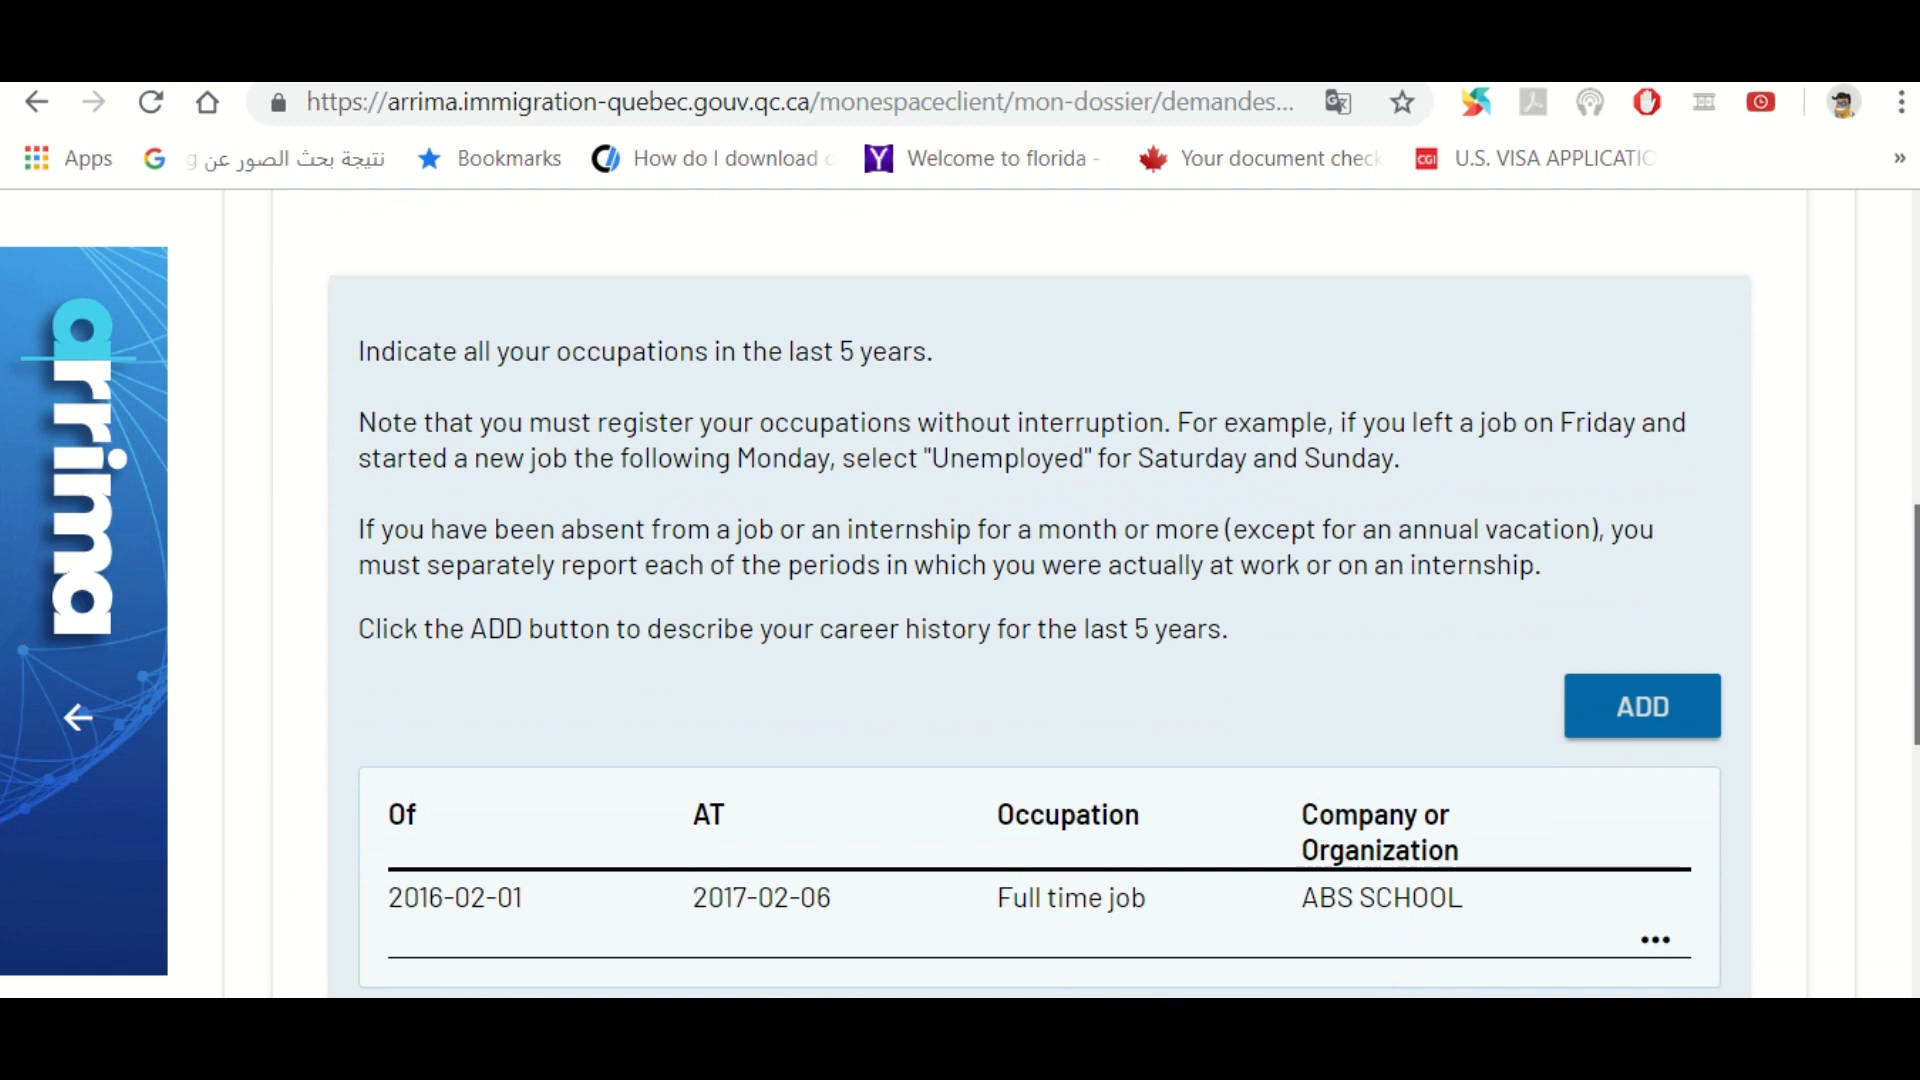 https://arrima.immigration-quebec.gouv.qc.ca/monespaceclient/mon-dossier/demandes...
Apps
نتيجة بحث الصور عن g
Bookmarks
How do I download
Welcome to florida -
Your document check
U.S. VISA APPLICATIO
»
arrima
Indicate all your occupations in the last 5 years.
Note that you must register your occupations without interruption. For example, if you left a job on Friday and
started a new job the following Monday, select "Unemployed" for Saturday and Sunday.
If you have been absent from a job or an internship for a month or more (except for an annual vacation), you
must separately report each of the periods in which you were actually at work or on an internship.
Click the ADD button to describe your career history for the last 5 years.
ADD
Of AT Occupation Company or
Organization
2016-02-01 2017-02-06 Full time job ABS SCHOOL